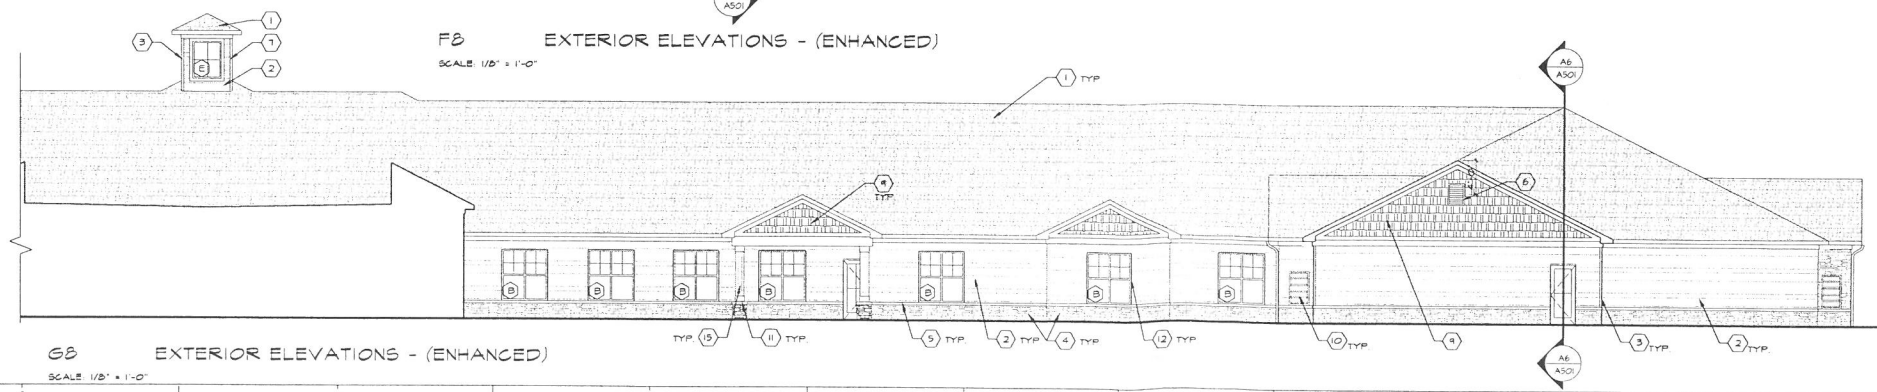 A501
1
3
7
E
2
F8 EXTERIOR ELEVATIONS - (ENHANCED)
SCALE: 1/8" = 1'-0"
1 TYP
A6
A501
9
TYP.
6
B
B
B
B
B
B
B
TYP. 15
11 TYP.
5 TYP.
2 TYP
4 TYP
12 TYP
10 TYP.
9
3 TYP.
2 TYP.
A6
A501
G8 EXTERIOR ELEVATIONS - (ENHANCED)
SCALE: 1/8" = 1'-0"